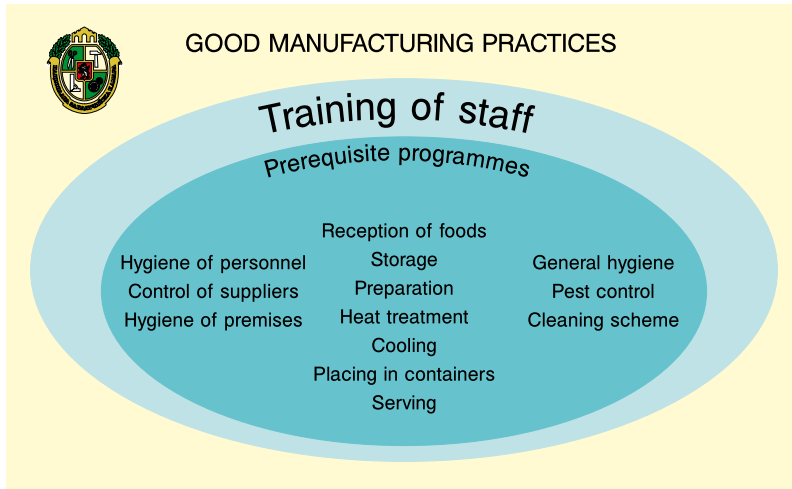 GOOD MANUFACTURING PRACTICES
Training of staff
Prerequisite programmes
Hygiene of personnel
Control of suppliers
Hygiene of premises
Reception of foods
Storage
Preparation
Heat treatment
Cooling
Placing in containers
Serving
General hygiene
Pest control
Cleaning scheme